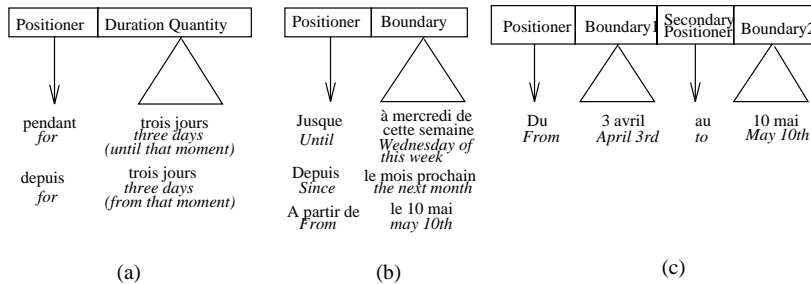 Positioner Duration Quantity
pendant trois jours
for three days
(until that moment)
depuis trois jours
for three days
(from that moment)
(a)
Positioner Boundary
Jusque à mercredi de
Until cette semaine
Wednesday of
this week
Depuis le mois prochain
Since the next month
A partir de le 10 mai
From may 10th
(b)
Positioner Boundary1 Secondary Positioner Boundary2
Du 3 avril au 10 mai
From April 3rd to May 10th
(c)